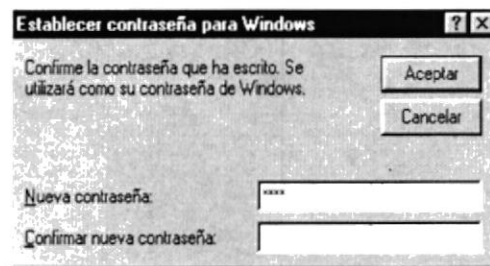 Establecer contraseña para Windows
Confirme la contraseña que ha escrito. Se
utilizará como su contraseña de Windows.
Aceptar
Cancelar
Nueva contraseña: ****
Confirmar nueva contraseña: